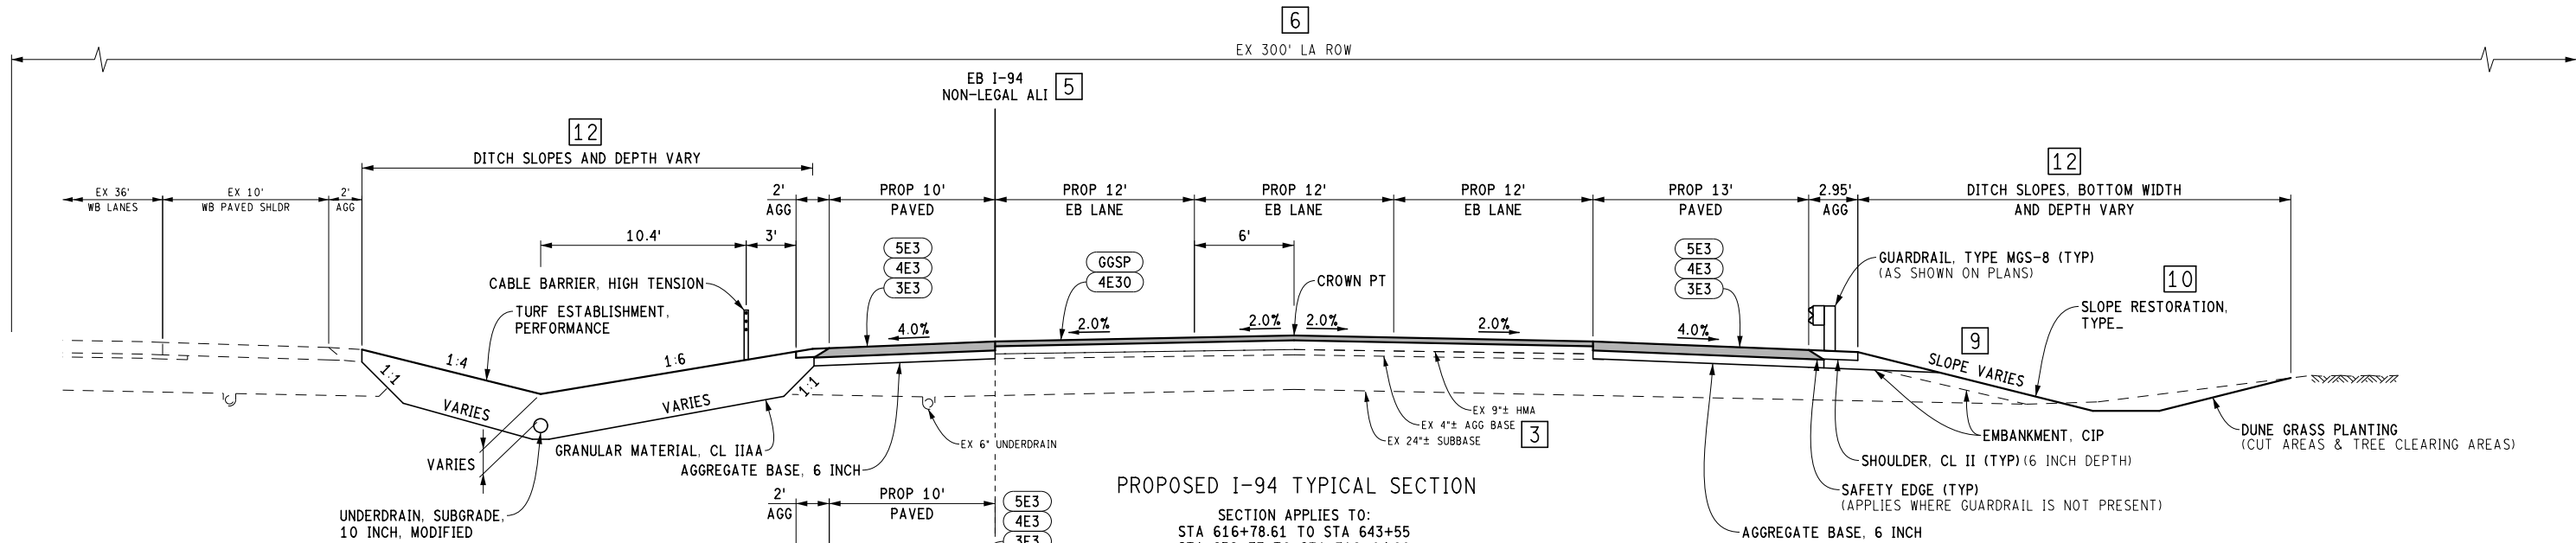 6
EX 300' LA ROW
EB I-94
NON-LEGAL ALI
5
12
DITCH SLOPES AND DEPTH VARY
12
EX 36'
WB LANES
EX 10'
WB PAVED SHLDR
2'
AGG
2'
AGG
PROP 10'
PAVED
PROP 12'
EB LANE
PROP 12'
EB LANE
PROP 12'
EB LANE
PROP 13'
PAVED
2.95'
AGG
DITCH SLOPES, BOTTOM WIDTH
AND DEPTH VARY
10.4'
3'
6'
5E3
4E3
3E3
GGSP
4E30
5E3
4E3
3E3
CABLE BARRIER, HIGH TENSION
TURF ESTABLISHMENT,
PERFORMANCE
CROWN PT
GUARDRAIL, TYPE MGS-8 (TYP)
(AS SHOWN ON PLANS)
10
SLOPE RESTORATION,
TYPE_
4.0%
2.0%
2.0%
2.0%
2.0%
4.0%
9
SLOPE VARIES
1:4
1:6
1:1
1:1
VARIES
VARIES
VARIES
GRANULAR MATERIAL, CL IIAA
AGGREGATE BASE, 6 INCH
EX 6" UNDERDRAIN
EX 9"± HMA
EX 4"± AGG BASE
EX 24"± SUBBASE
3
EMBANKMENT, CIP
DUNE GRASS PLANTING
(CUT AREAS & TREE CLEARING AREAS)
SHOULDER, CL II (TYP) (6 INCH DEPTH)
SAFETY EDGE (TYP)
(APPLIES WHERE GUARDRAIL IS NOT PRESENT)
AGGREGATE BASE, 6 INCH
UNDERDRAIN, SUBGRADE,
10 INCH, MODIFIED
2'
AGG
PROP 10'
PAVED
5E3
4E3
3E3
PROPOSED I-94 TYPICAL SECTION
SECTION APPLIES TO:
STA 616+78.61 TO STA 643+55